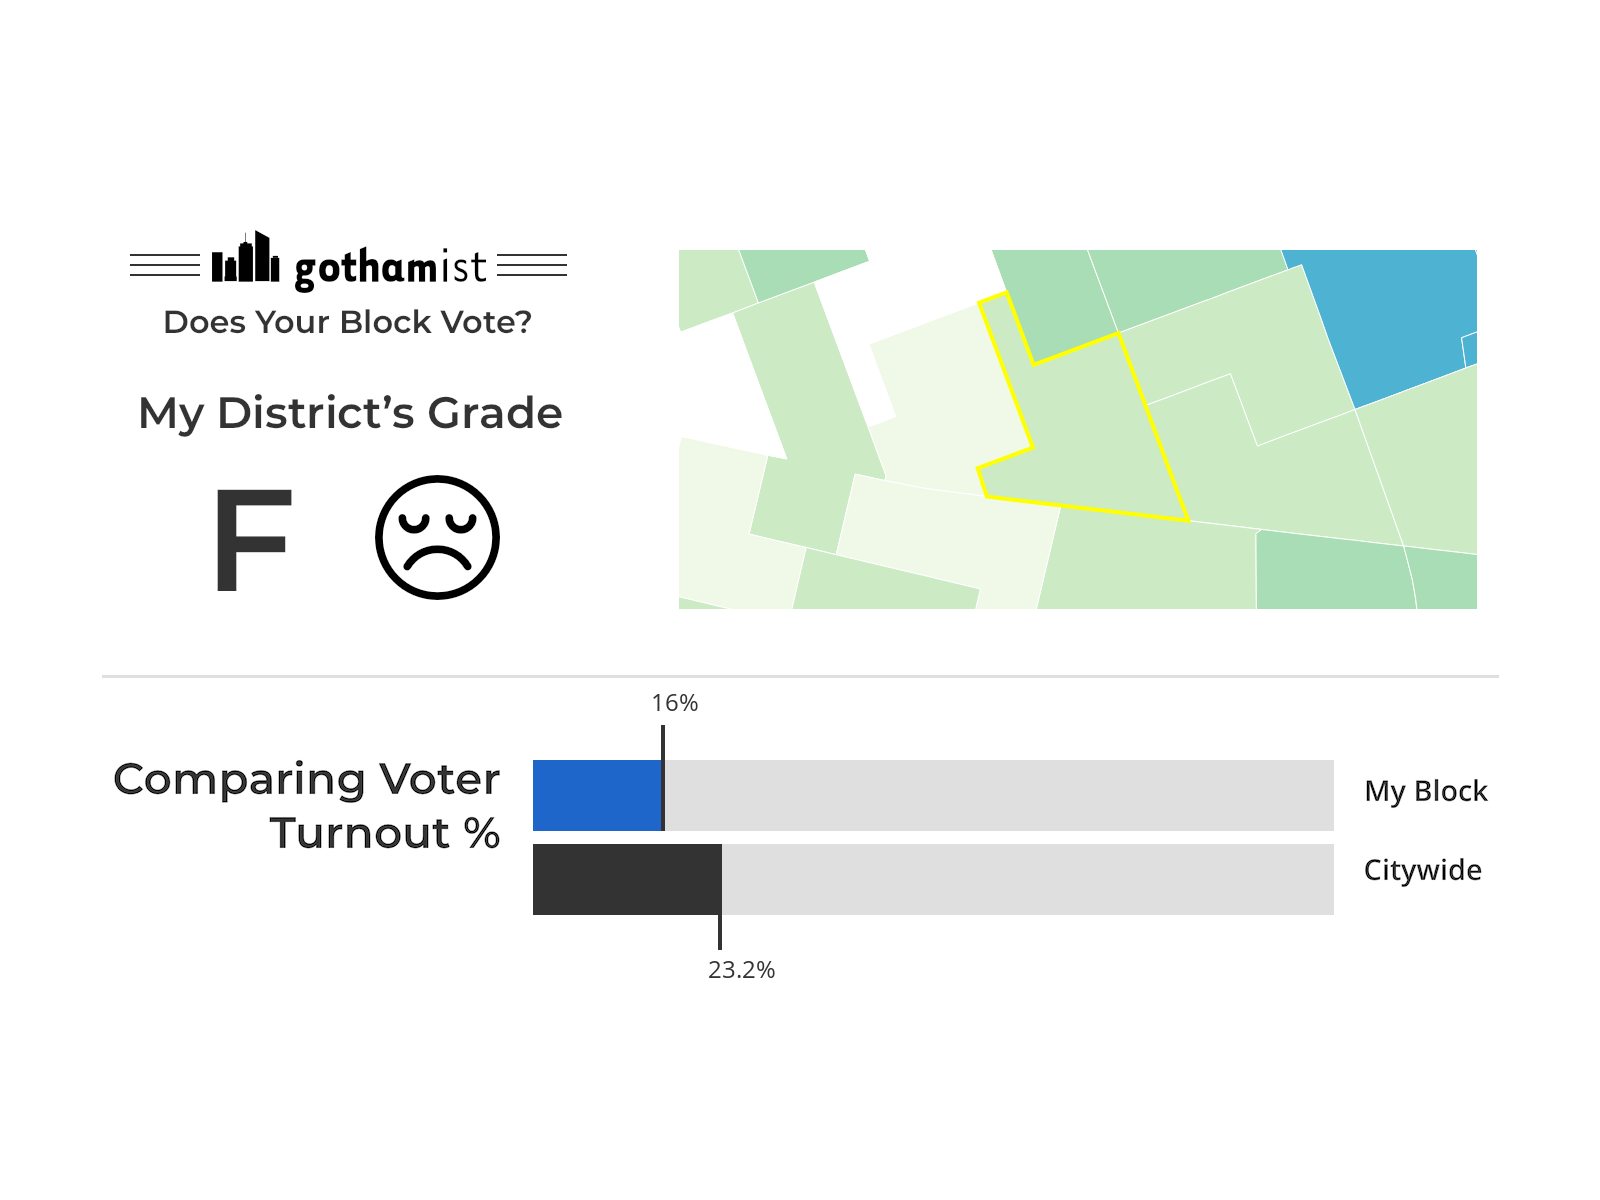 gothamist
Does Your Block Vote?
My District’s Grade
F
16%
Comparing Voter
Turnout %
My Block
Citywide
23.2%